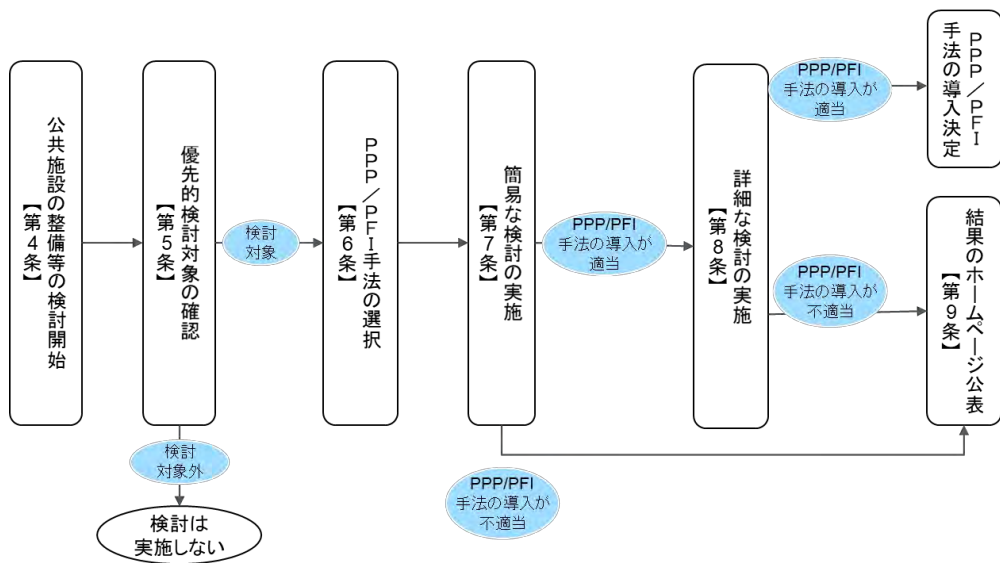 公共施設の整備等の検討開始
【第4条】
優先的検討対象の確認
【第5条】
検討
対象
検討
対象外
検討は
実施しない
PPP/PFI手法の選択
【第6条】
簡易な検討の実施
【第7条】
PPP/PFI
手法の導入が
適当
PPP/PFI
手法の導入が
不適当
詳細な検討の実施
【第8条】
PPP/PFI
手法の導入が
適当
PPP/PFI
手法の導入が
不適当
PPP/PFI
手法の導入決定
結果のホームページ公表
【第9条】